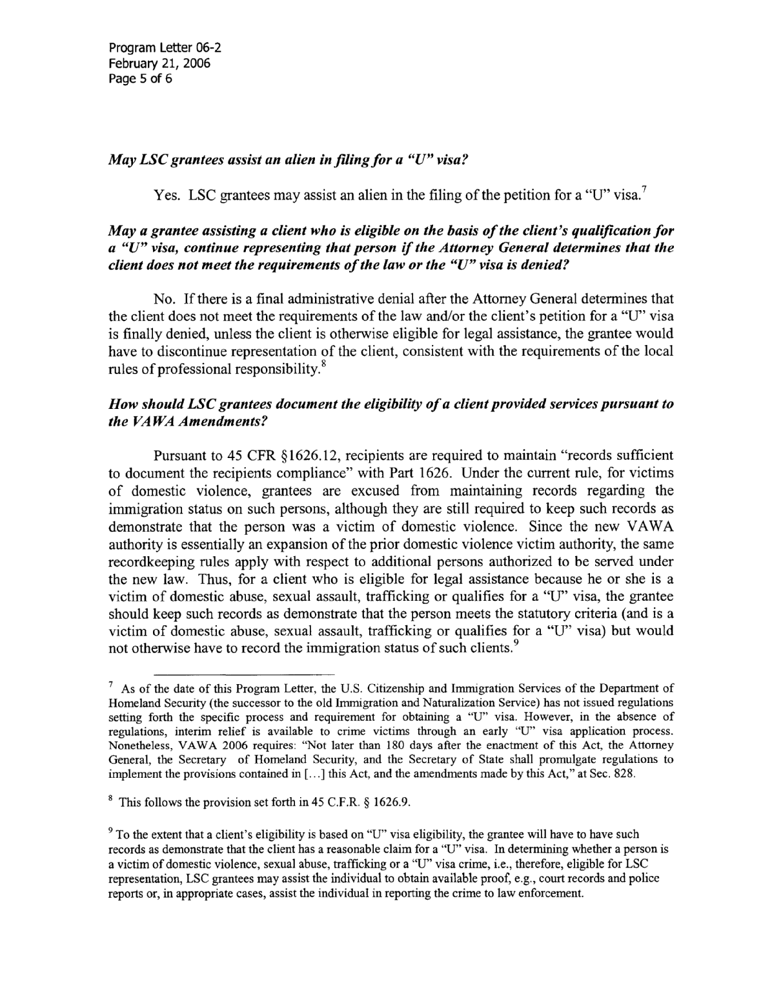 Program Letter 06-2
February 21, 2006
Page 5 of 6
May LSC grantees assist an alien in filing for a “U” visa?
Yes. LSC grantees may assist an alien in the filing of the petition for a “U” visa.7
May a grantee assisting a client who is eligible on the basis of the client’s qualification for
a “U” visa, continue representing that person if the Attorney General determines that the
client does not meet the requirements of the law or the “U” visa is denied?
No. If there is a final administrative denial after the Attorney General determines that
the client does not meet the requirements of the law and/or the client’s petition for a “U” visa
is finally denied, unless the client is otherwise eligible for legal assistance, the grantee would
have to discontinue representation of the client, consistent with the requirements of the local
rules of professional responsibility.8
How should LSC grantees document the eligibility of a client provided services pursuant to
the VAWA Amendments?
Pursuant to 45 CFR §1626.12, recipients are required to maintain “records sufficient
to document the recipients compliance” with Part 1626. Under the current rule, for victims
of domestic violence, grantees are excused from maintaining records regarding the
immigration status on such persons, although they are still required to keep such records as
demonstrate that the person was a victim of domestic violence. Since the new VAWA
authority is essentially an expansion of the prior domestic violence victim authority, the same
recordkeeping rules apply with respect to additional persons authorized to be served under
the new law. Thus, for a client who is eligible for legal assistance because he or she is a
victim of domestic abuse, sexual assault, trafficking or qualifies for a “U” visa, the grantee
should keep such records as demonstrate that the person meets the statutory criteria (and is a
victim of domestic abuse, sexual assault, trafficking or qualifies for a “U” visa) but would
not otherwise have to record the immigration status of such clients.9
7 As of the date of this Program Letter, the U.S. Citizenship and Immigration Services of the Department of
Homeland Security (the successor to the old Immigration and Naturalization Service) has not issued regulations
setting forth the specific process and requirement for obtaining a “U” visa. However, in the absence of
regulations, interim relief is available to crime victims through an early “U” visa application process.
Nonetheless, VAWA 2006 requires: “Not later than 180 days after the enactment of this Act, the Attorney
General, the Secretary of Homeland Security, and the Secretary of State shall promulgate regulations to
implement the provisions contained in [...] this Act, and the amendments made by this Act,” at Sec. 828.
8 This follows the provision set forth in 45 C.F.R. § 1626.9.
9 To the extent that a client’s eligibility is based on “U” visa eligibility, the grantee will have to have such
records as demonstrate that the client has a reasonable claim for a “U” visa. In determining whether a person is
a victim of domestic violence, sexual abuse, trafficking or a “U” visa crime, i.e., therefore, eligible for LSC
representation, LSC grantees may assist the individual to obtain available proof, e.g., court records and police
reports or, in appropriate cases, assist the individual in reporting the crime to law enforcement.